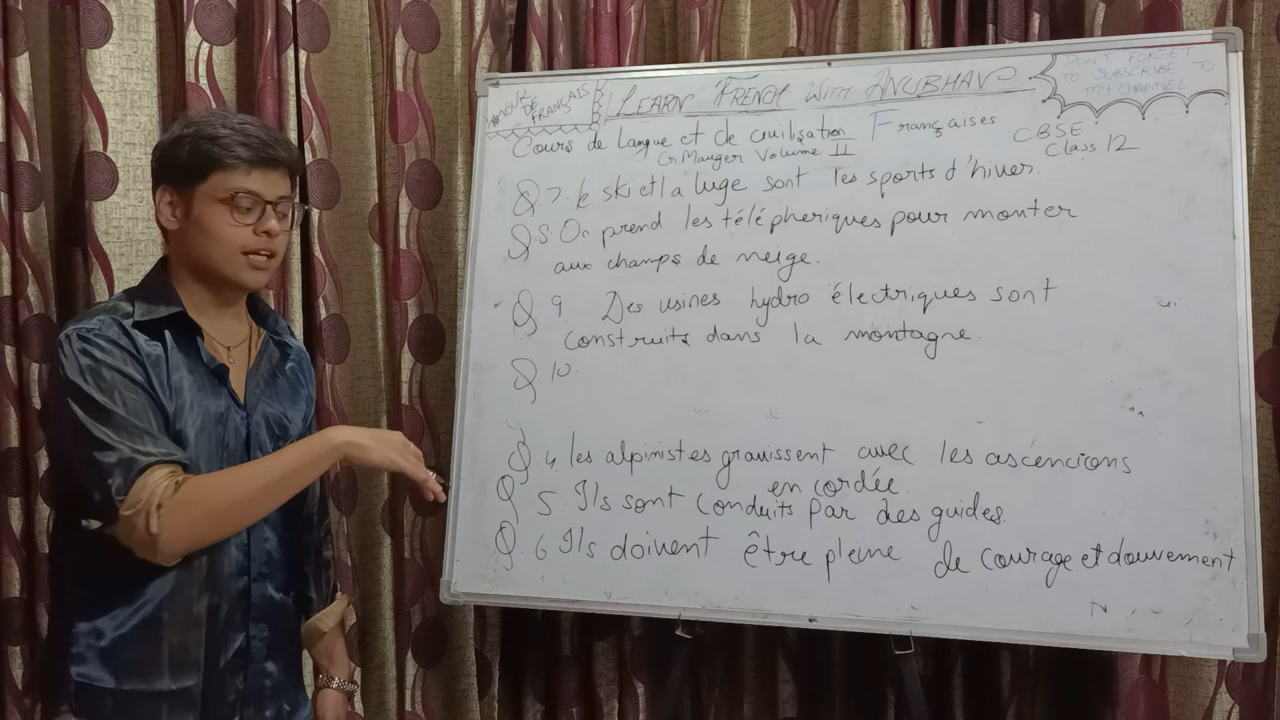 AMOUR DE FRANÇAIS
LEARN FRENCH WITH ANUBHAV
DON'T FORGET TO SUBSCRIBE TO MY CHANNEL
Cours de Langue et de civilisation Françaises
G. Mauger Volume II
CBSE
Class 12
Q 7. le ski et la luge sont les sports d'hiver.
Q 8 On prend les télépheriques pour monter
aux champs de neige.
Q 9 Des usines hydro électriques sont
construits dans la montagne.
Q. 10.
Q. 4 les alpinistes gravissent avec les ascencions
en cordée.
Q. 5 Ils sont conduits par des guides.
Q. 6 Ils doivent être pleine de courage et